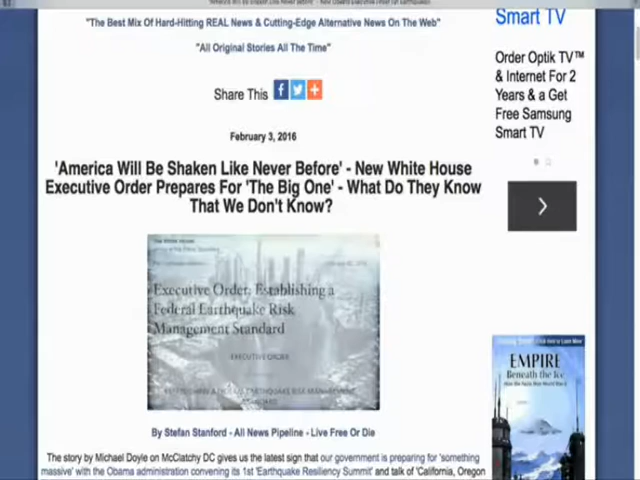 "The Best Mix Of Hard-Hitting REAL News & Cutting-Edge Alternative News On The Web"
"All Original Stories All The Time"
Share This
February 3, 2016
'America Will Be Shaken Like Never Before' - New White House
Executive Order Prepares For 'The Big One' - What Do They Know
That We Don't Know?
Executive Order: Establishing a
Federal Earthquake Risk
Management Standard
EXECUTIVE ORDER
By Stefan Stanford - All News Pipeline - Live Free Or Die
The story by Michael Doyle on McClatchy DC gives us the latest sign that our government is preparing for 'something
massive' with the Obama administration convening its 1st 'Earthquake Resiliency Summit' and talk of 'California, Oregon
Smart TV
Order Optik TV™
& Internet For 2
Years & a Get
Free Samsung
Smart TV
EMPIRE
Beneath the Ice